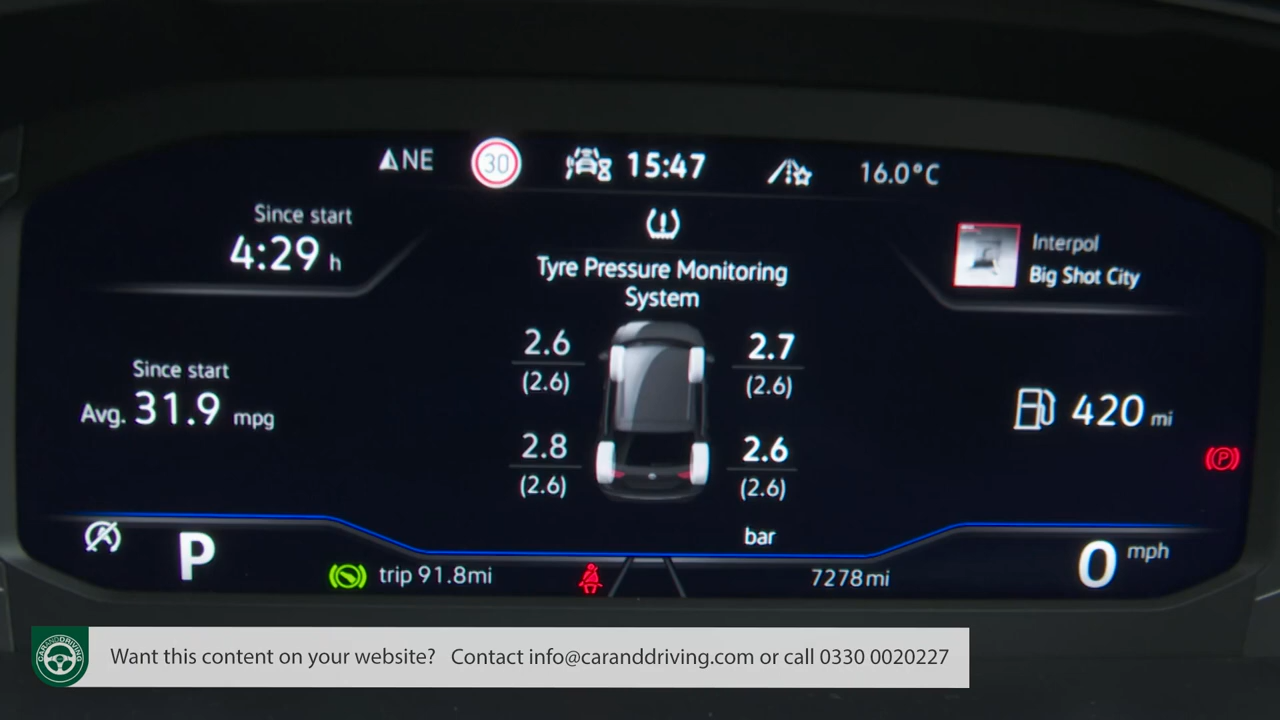 NE
30
15:47
16.0°C
Since start
4:29 h
Interpol
Big Shot City
Tyre Pressure Monitoring
System
2.6
(2.6)
2.7
(2.6)
Since start
Avg. 31.9 mpg
420 mi
2.8
(2.6)
2.6
(2.6)
P
bar
A
P
trip 91.8mi
7278mi
0 mph
CARANDDRIVING
Want this content on your website? Contact info@caranddriving.com or call 0330 0020227